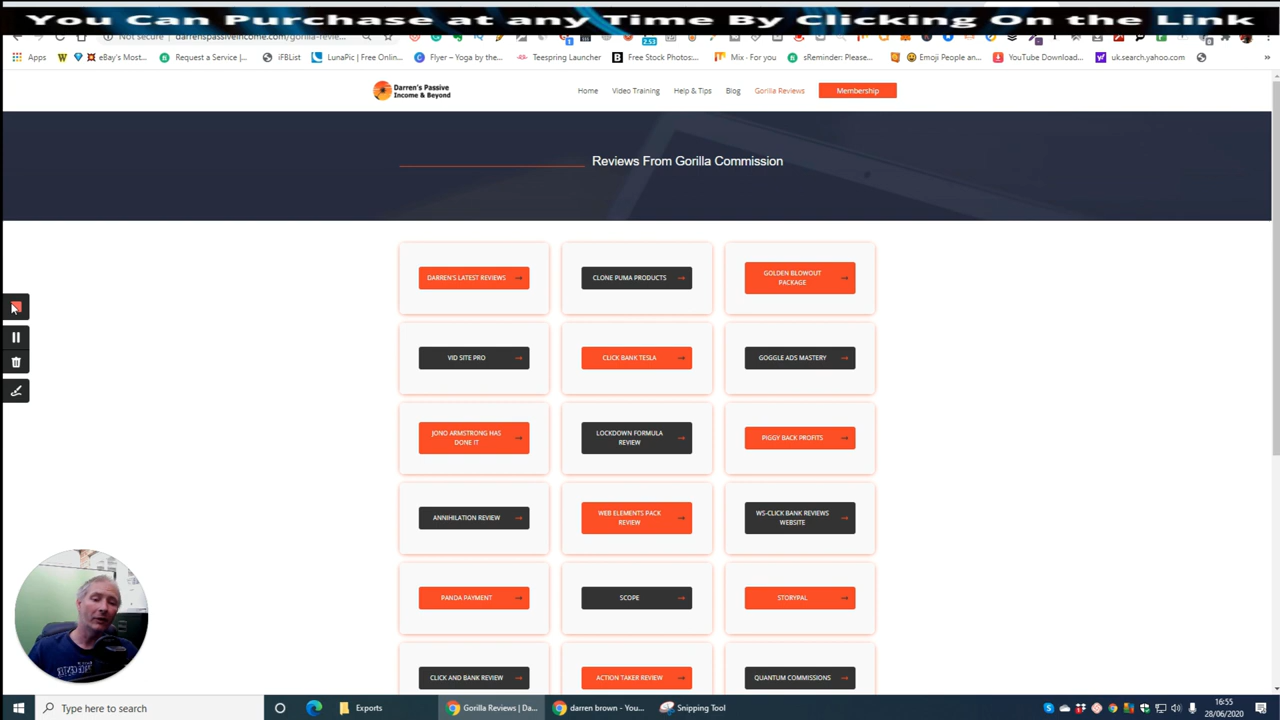 You Can Purchase at any Time By Clicking On the Link
Not secure | darrenspassiveincome.com/gorilla-revie...
Apps
eBay's Most...
Request a Service |...
iFBList
LunaPic | Free Onlin...
Flyer – Yoga by the...
Teespring Launcher
Free Stock Photos:...
Mix · For you
sReminder: Please...
Emoji People an...
YouTube Download...
uk.search.yahoo.com
»
Darren's Passive
Income & Beyond
Home
Video Training
Help & Tips
Blog
Gorilla Reviews
Membership
Reviews From Gorilla Commission
DARREN'S LATEST REVIEWS
CLONE PUMA PRODUCTS
GOLDEN BLOWOUT
PACKAGE
VID SITE PRO
CLICK BANK TESLA
GOGGLE ADS MASTERY
JONO ARMSTRONG HAS
DONE IT
LOCKDOWN FORMULA
REVIEW
PIGGY BACK PROFITS
ANNIHILATION REVIEW
WEB ELEMENTS PACK
REVIEW
WS-CLICK BANK REVIEWS
WEBSITE
PANDA PAYMENT
SCOPE
STORYPAL
CLICK AND BANK REVIEW
ACTION TAKER REVIEW
QUANTUM COMMISSIONS
Type here to search
Exports
Gorilla Reviews | Da...
darren brown - You...
Snipping Tool
16:55
28/06/2020